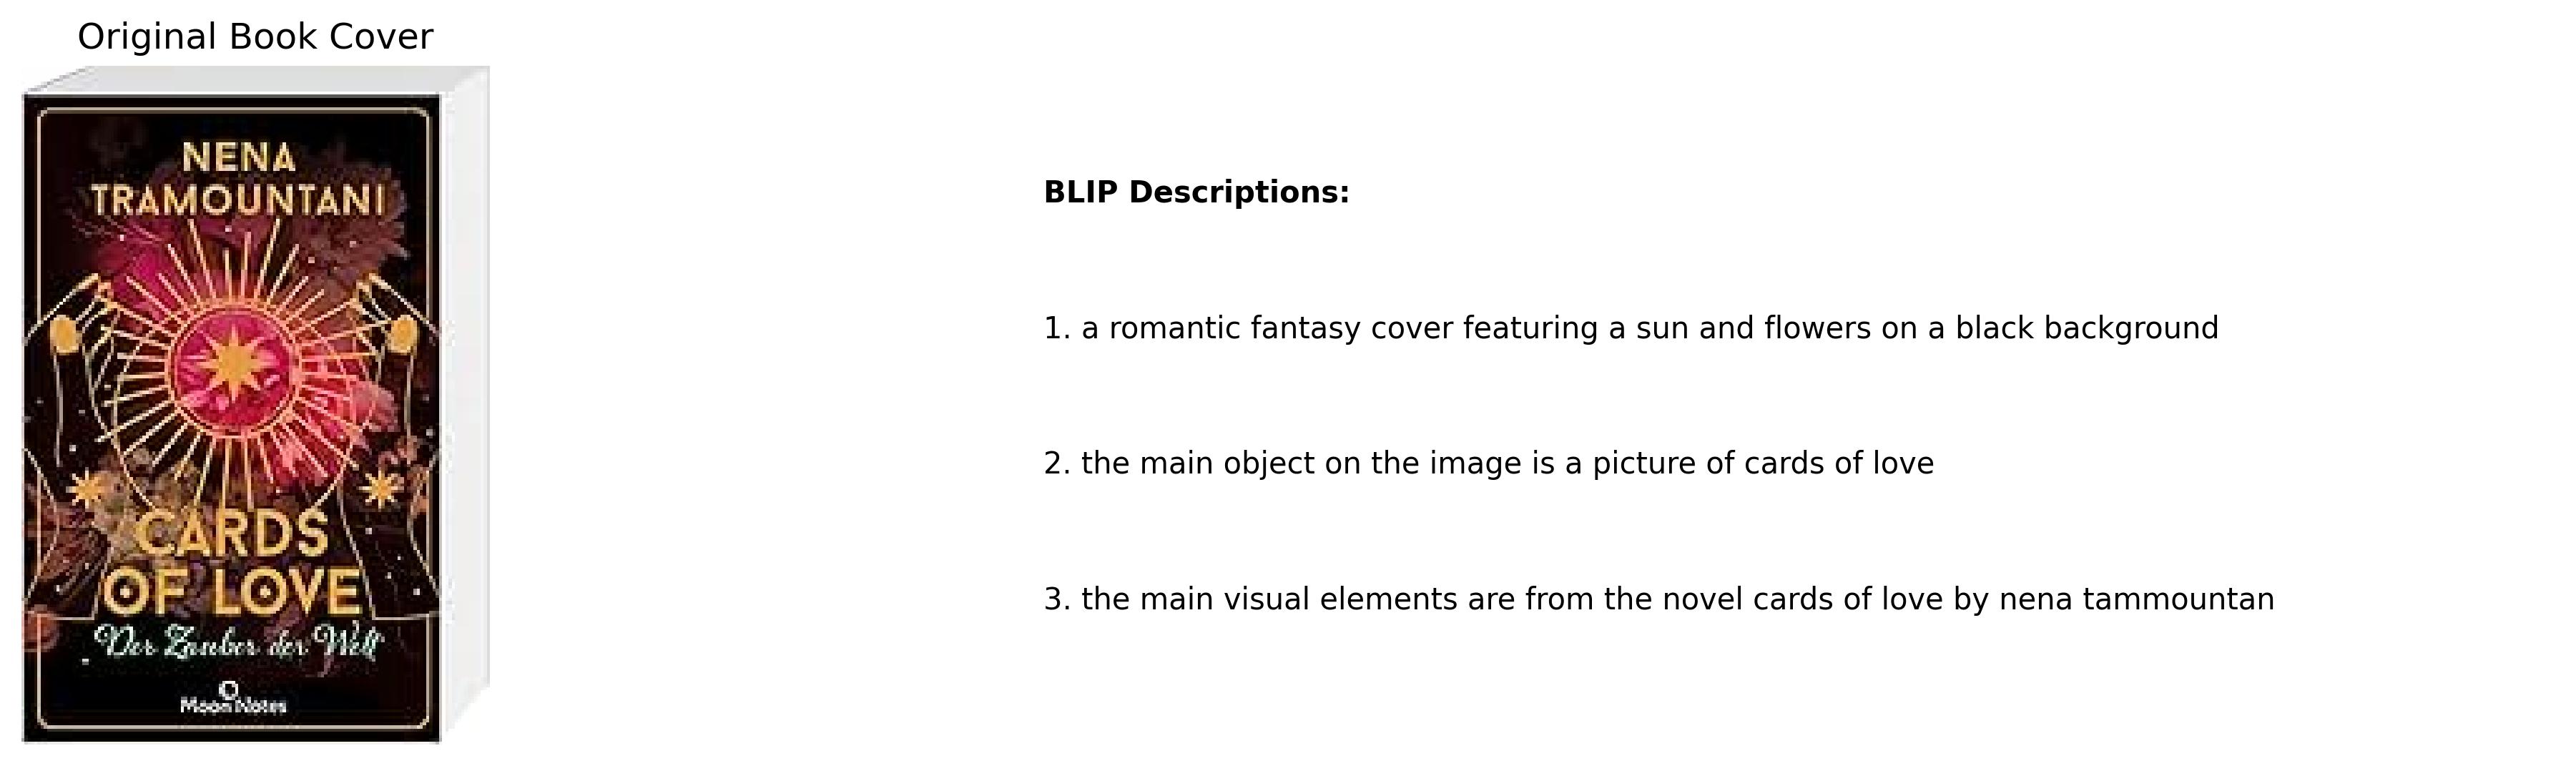 Original Book Cover
NENA
TRAMOUNTANI
CARDS
OF LOVE
Der Zauber der Welt
Moon Notes
BLIP Descriptions:
1. a romantic fantasy cover featuring a sun and flowers on a black background
2. the main object on the image is a picture of cards of love
3. the main visual elements are from the novel cards of love by nena tammountan